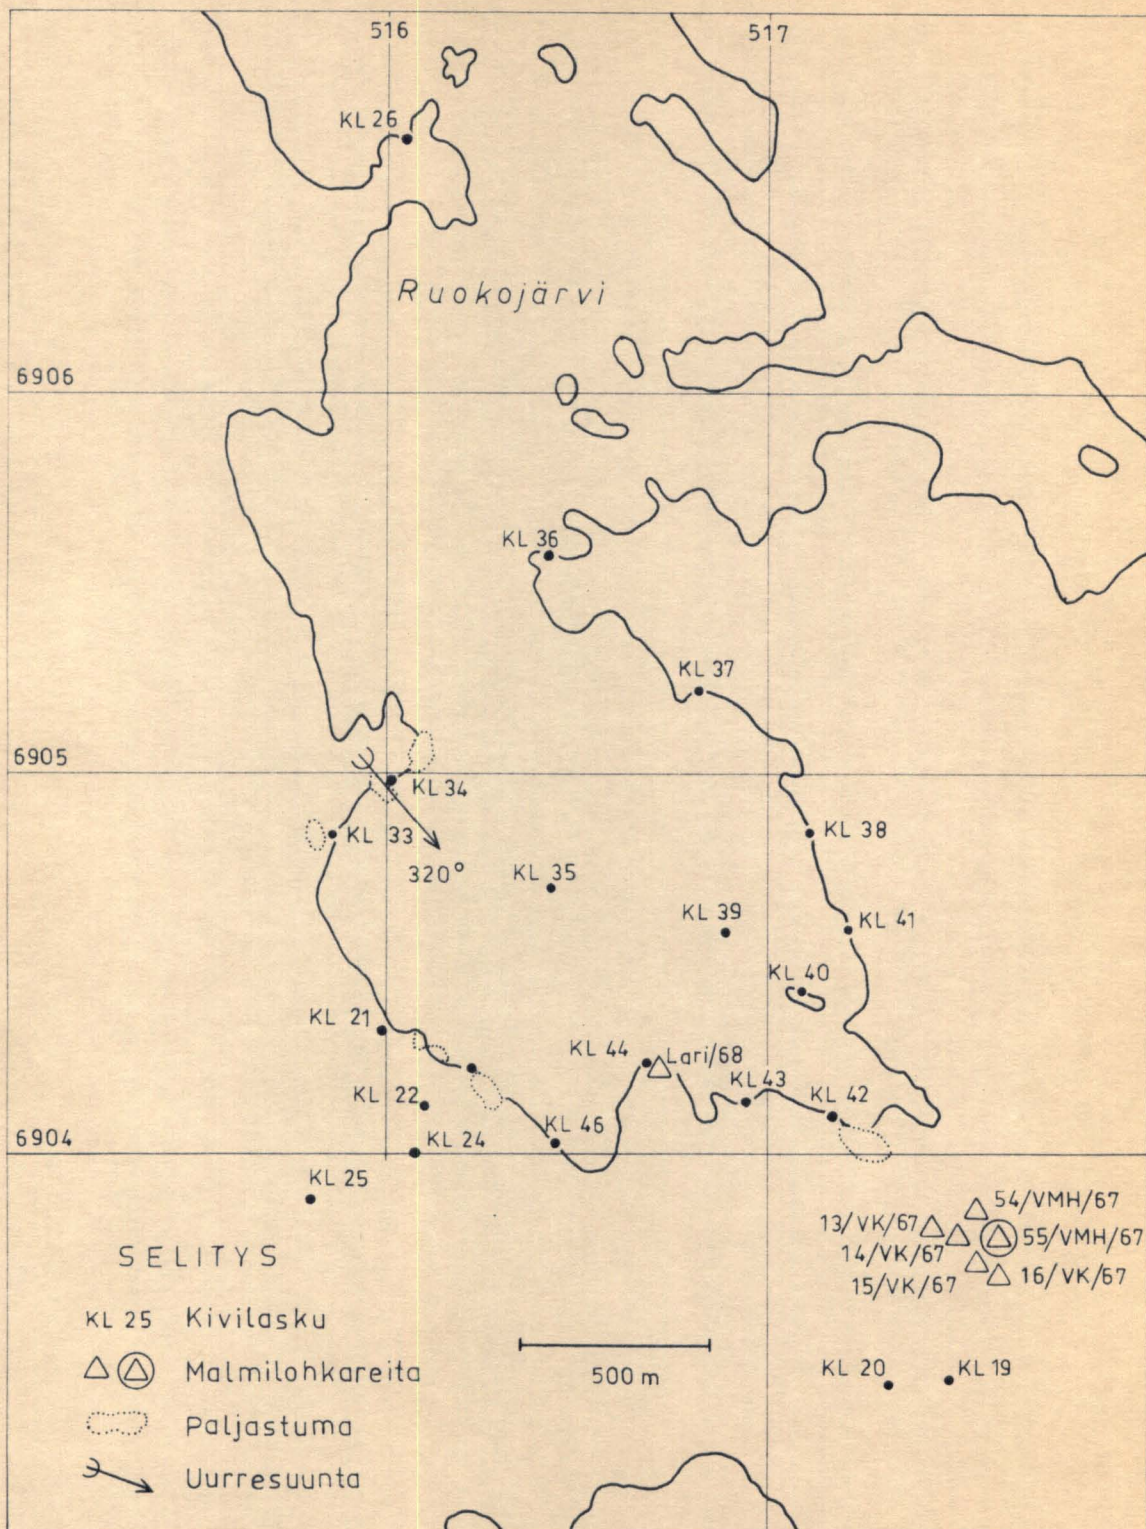 516
517
KL 26
Ruokojärvi
6906
KL 36
KL 37
6905
KL 34
KL 33
KL 38
320°
KL 35
KL 39
KL 41
KL 40
KL 21
KL 44
Lari/68
KL 43
KL 22
KL 42
KL 46
6904
KL 24
KL 25
54/VMH/67
13/VK/67
55/VMH/67
14/VK/67
15/VK/67
16/VK/67
SELITYS
KL 25 Kivilasku
Malmilohkareita
500 m
KL 20
KL 19
Paljastuma
Uurresuunta